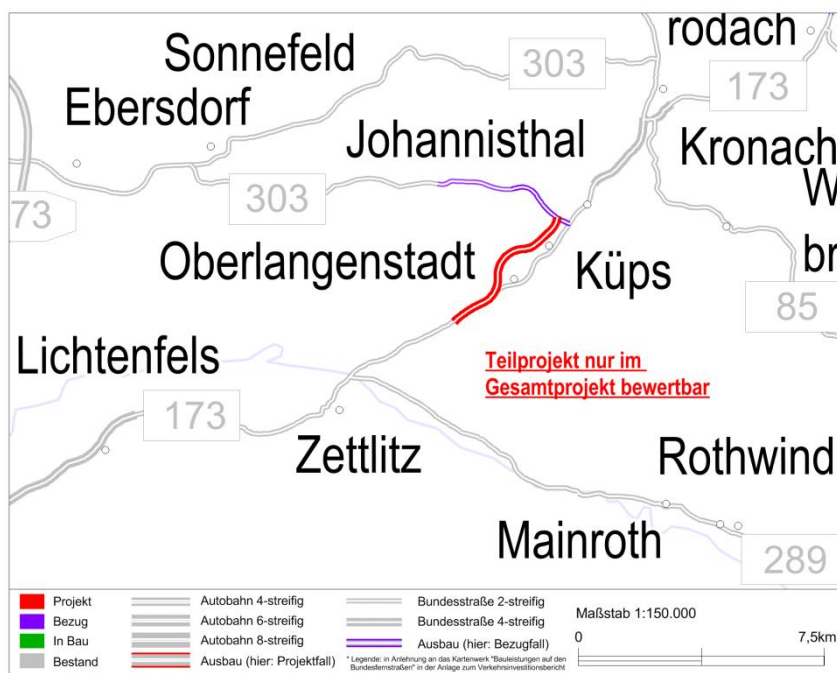 rodach
Sonnefeld
303
173
Ebersdorf
Johannisthal
Kronach
W
303
73
Oberlangenstadt
Küps
br
85
Lichtenfels
Teilprojekt nur im
Gesamtprojekt bewertbar
173
Zettlitz
Rothwind
Mainroth
289
Projekt
Bezug
In Bau
Bestand
Autobahn 4-streifig
Autobahn 6-streifig
Autobahn 8-streifig
Ausbau (hier: Projektfall)
Bundesstraße 2-streifig
Bundesstraße 4-streifig
Ausbau (hier: Bezugfall)
* Legende: in Anlehnung an das Kartenwerk "Bauleistungen auf den
Bundesfernstraßen" in der Anlage zum Verkehrsinvestitionsbericht
Maßstab 1:150.000
0
7,5km